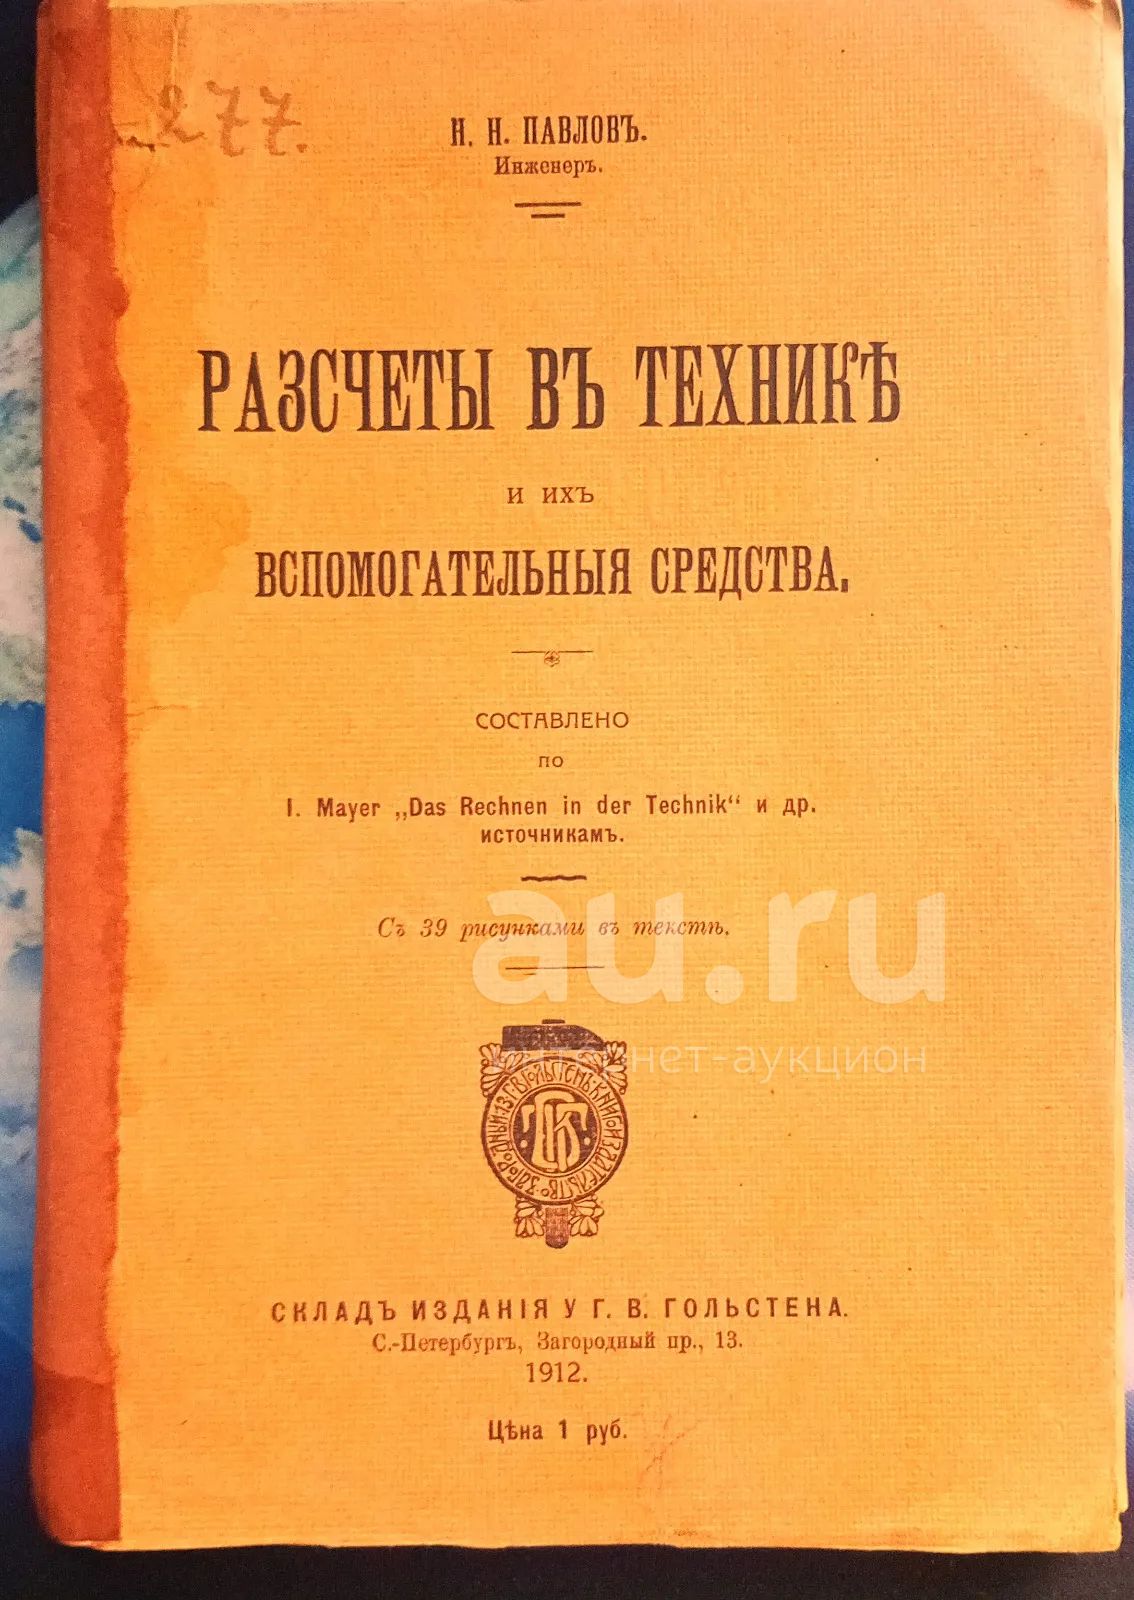 277.
Н. Н. ПАВЛОВЪ.
Инженеръ.
РАЗСЧЕТЫ ВЪ ТЕХНИКѢ
И ИХЪ
ВСПОМОГАТЕЛЬНЫЯ СРЕДСТВА.
СОСТАВЛЕНО
ПО
I. Mayer „Das Rechnen in der Technik“ и др.
источникамъ.
Съ 39 рисунками въ текстѣ.
au.ru
интернет-аукцион
СКЛАДЪ ИЗДАНІЯ У Г. В. ГОЛЬСТЕНА.
С.-Петербургъ, Загородный пр., 13.
1912.
Цѣна 1 руб.